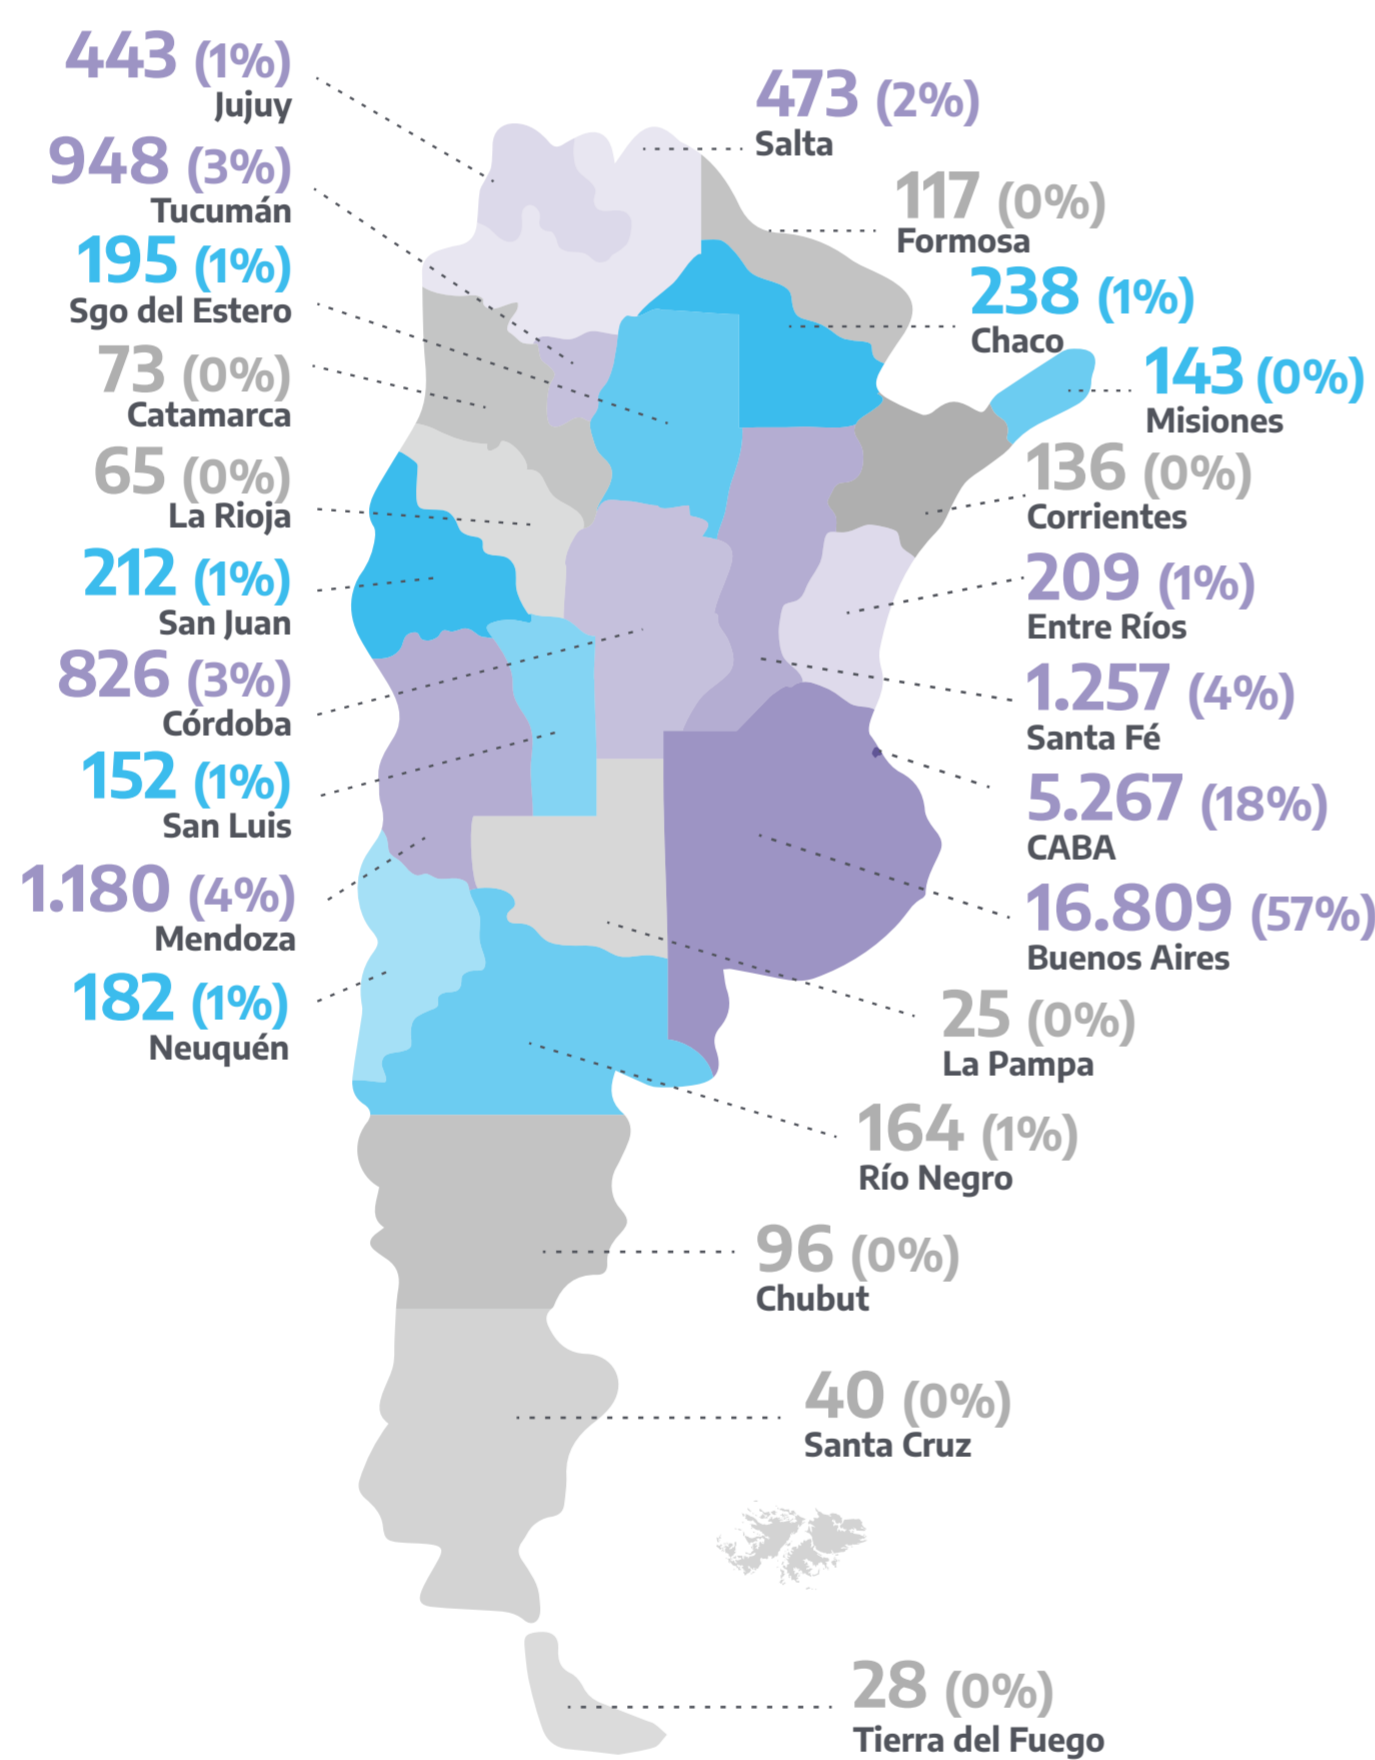 443 (1%)
Jujuy
948 (3%)
Tucumán
195 (1%)
Sgo del Estero
73 (0%)
Catamarca
65 (0%)
La Rioja
212 (1%)
San Juan
826 (3%)
Córdoba
152 (1%)
San Luis
1.180 (4%)
Mendoza
182 (1%)
Neuquén
473 (2%)
Salta
117 (0%)
Formosa
238 (1%)
Chaco
143 (0%)
Misiones
136 (0%)
Corrientes
209 (1%)
Entre Ríos
1.257 (4%)
Santa Fé
5.267 (18%)
CABA
16.809 (57%)
Buenos Aires
25 (0%)
La Pampa
164 (1%)
Río Negro
96 (0%)
Chubut
40 (0%)
Santa Cruz
28 (0%)
Tierra del Fuego